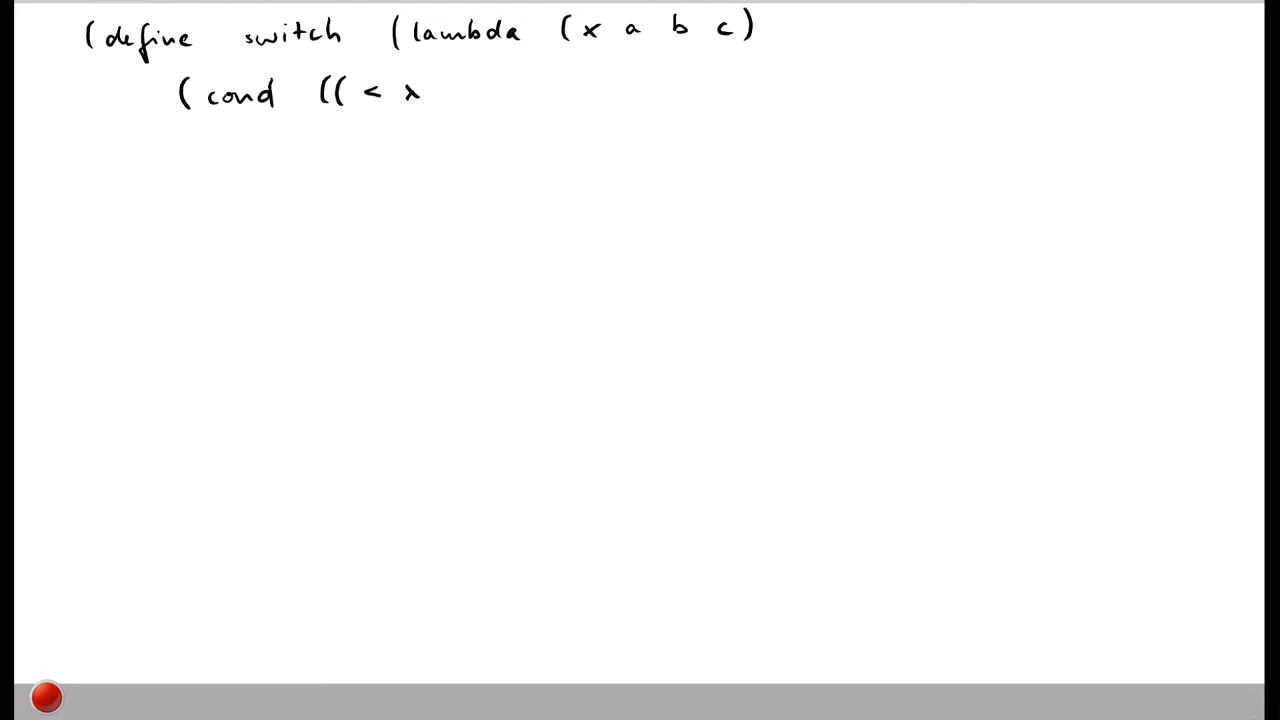 (define switch (lambda (x a b c)
(cond ((< x